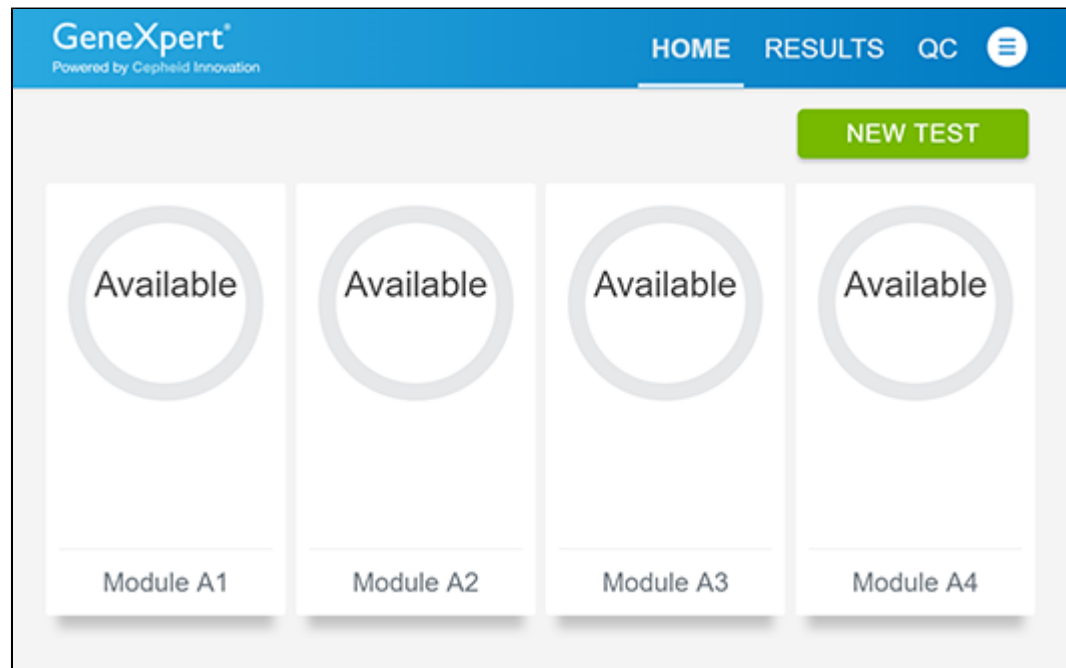 GeneXpert®
Powered by Cepheid Innovation
HOME RESULTS QC
NEW TEST
Available Available Available Available
Module A1 Module A2 Module A3 Module A4